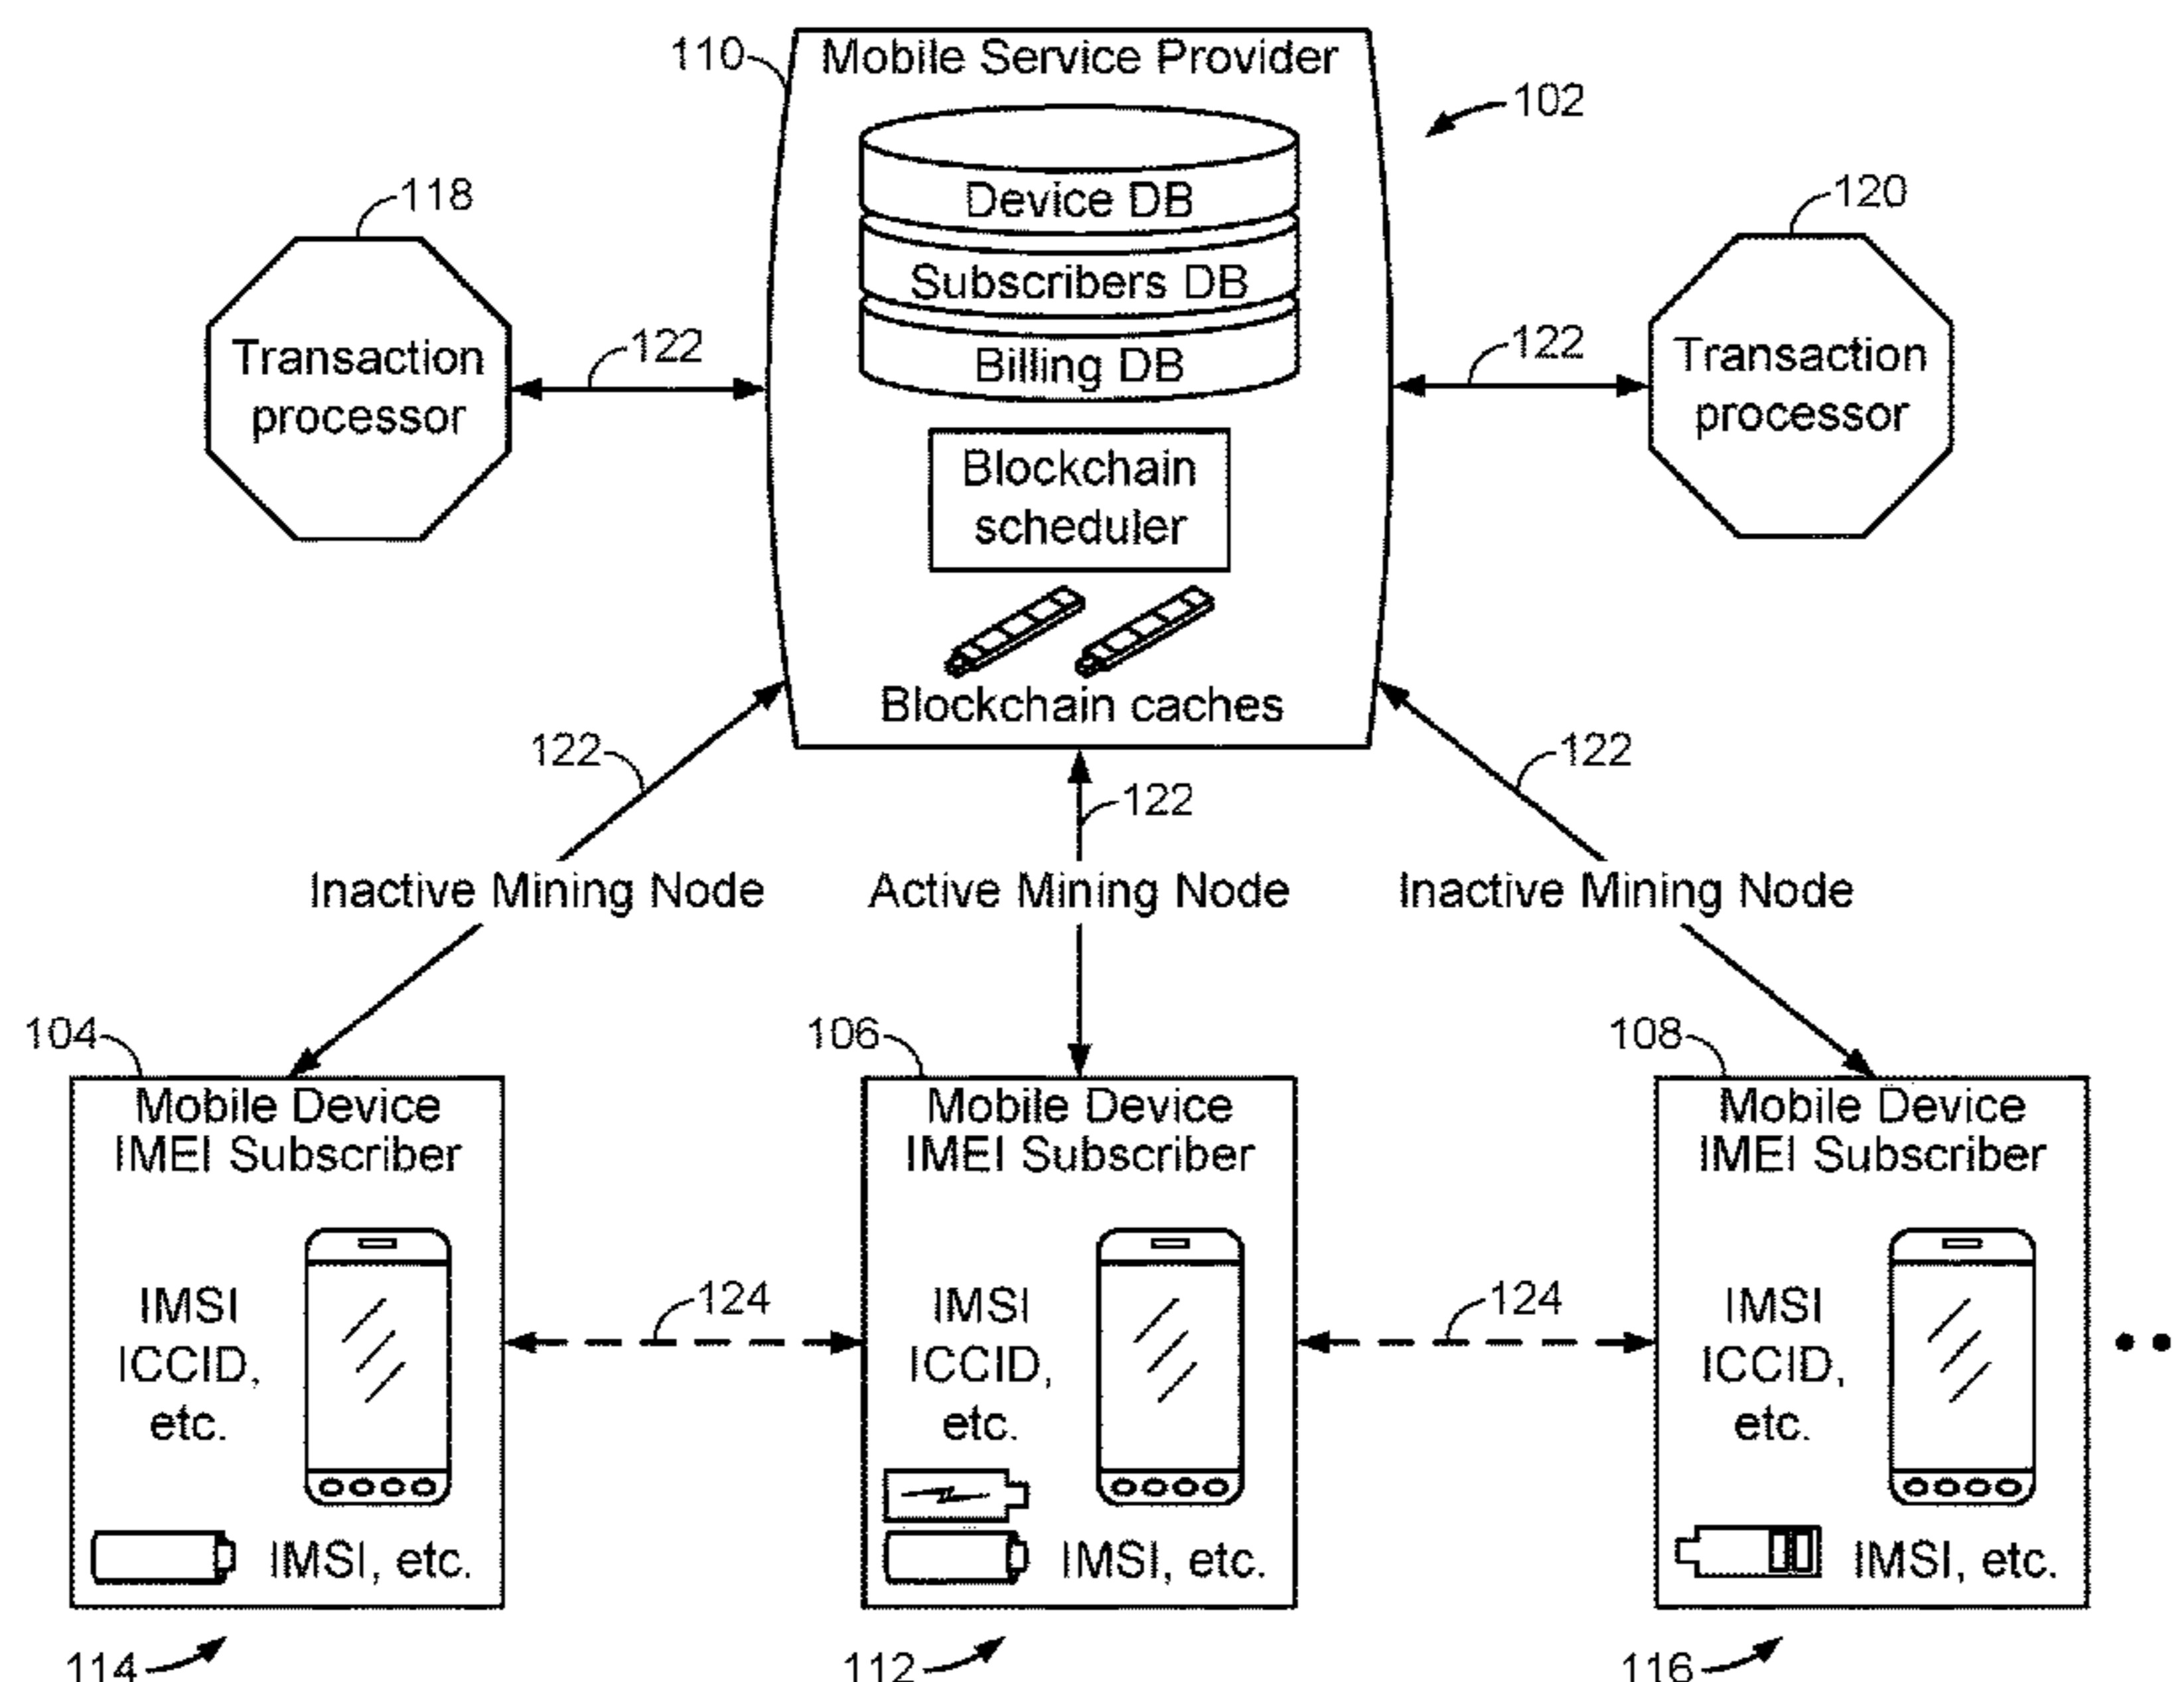 110
Mobile Service Provider
102
Device DB
118
120
Subscribers DB
Transaction
processor
122
Billing DB
122
Transaction
processor
Blockchain
scheduler
Blockchain caches
122
122
122
Inactive Mining Node
Active Mining Node
Inactive Mining Node
104
106
108
Mobile Device
IMEI Subscriber
IMSI
ICCID,
etc.
IMSI, etc.
124
Mobile Device
IMEI Subscriber
IMSI
ICCID,
etc.
IMSI, etc.
124
Mobile Device
IMEI Subscriber
IMSI
ICCID,
etc.
IMSI, etc.
114
112
116